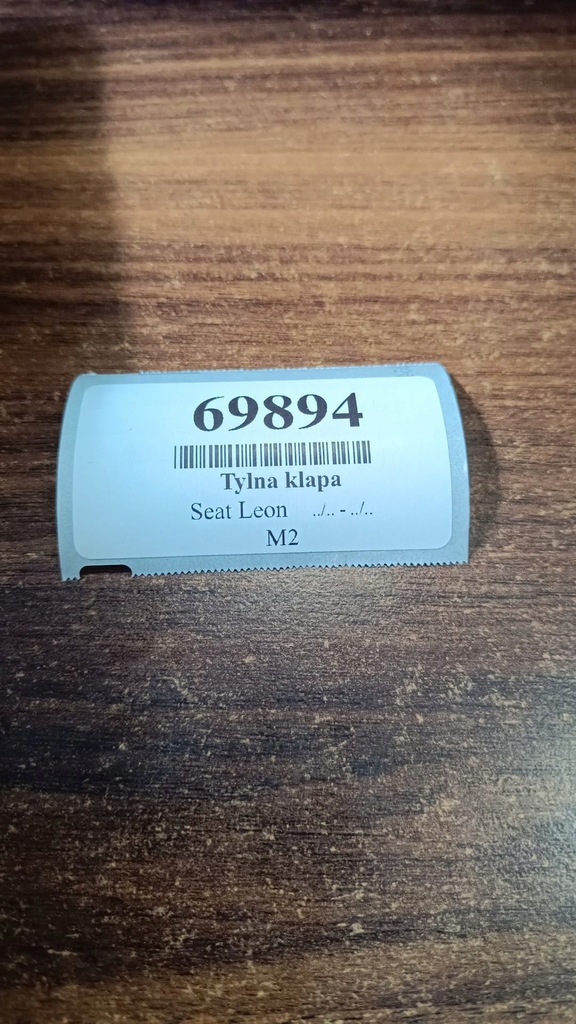 69894
Tylna klapa
Seat Leon ../.. - ../..
M2